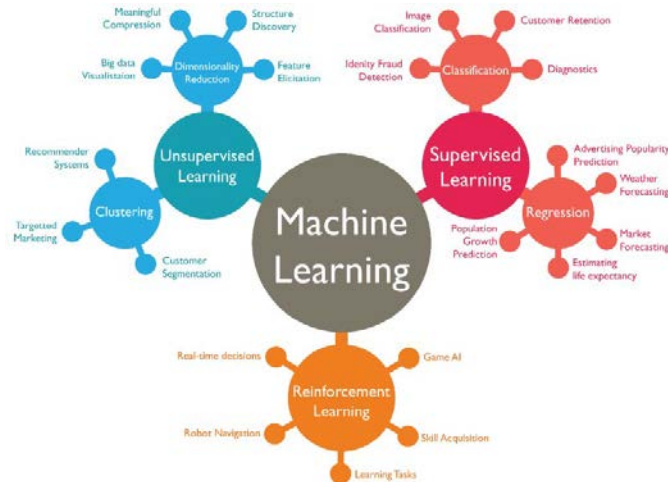 Meaningful
Compression
Structure
Discovery
Big data
Visualistaion
Dimensionality
Reduction
Feature
Elicitation
Image
Classification
Customer Retention
Idenity Fraud
Detection
Classification
Diagnostics
Recommender
Systems
Unsupervised
Learning
Supervised
Learning
Advertising Popularity
Prediction
Weather
Forecasting
Clustering
Targetted
Marketing
Customer
Segmentation
Machine
Learning
Regression
Population
Growth
Prediction
Market
Forecasting
Estimating
life expectancy
Real-time decisions
Game AI
Reinforcement
Learning
Robot Navigation
Skill Acquisition
Learning Tasks